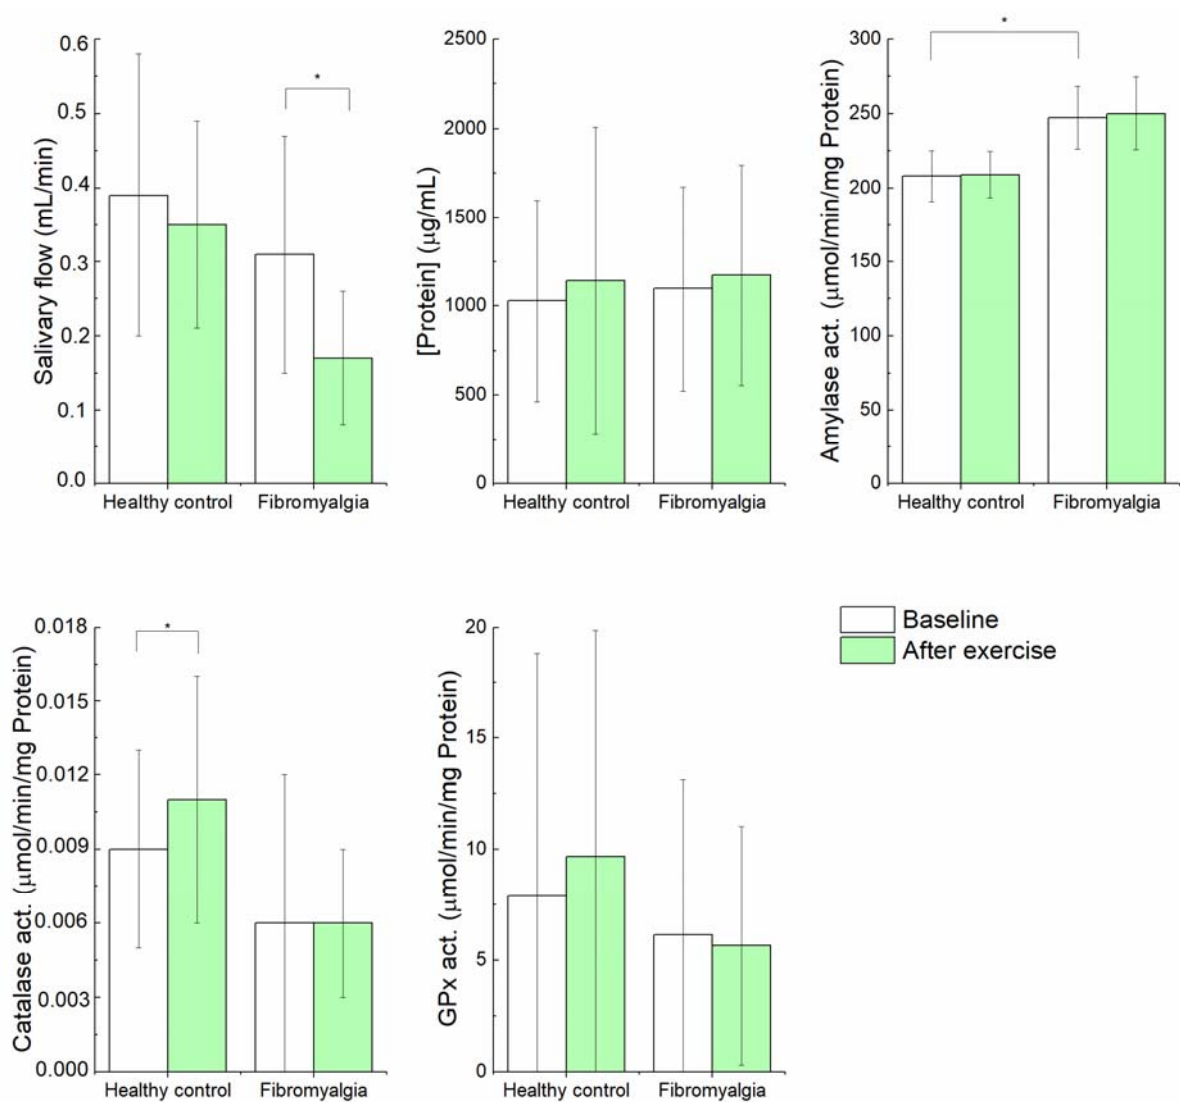 Salivary flow (mL/min)
0.6
0.5
0.4
0.3
0.2
0.1
0.0
*
Healthy control Fibromyalgia
[Protein] (μg/mL)
2500
2000
1500
1000
500
0
Healthy control Fibromyalgia
Amylase act. (μmol/min/mg Protein)
300
250
200
150
100
50
0
*
Healthy control Fibromyalgia
Catalase act. (μmol/min/mg Protein)
0.018
0.015
0.012
0.009
0.006
0.003
0.000
*
Healthy control Fibromyalgia
GPx act. (μmol/min/mg Protein)
20
15
10
5
0
Healthy control Fibromyalgia
Baseline
After exercise